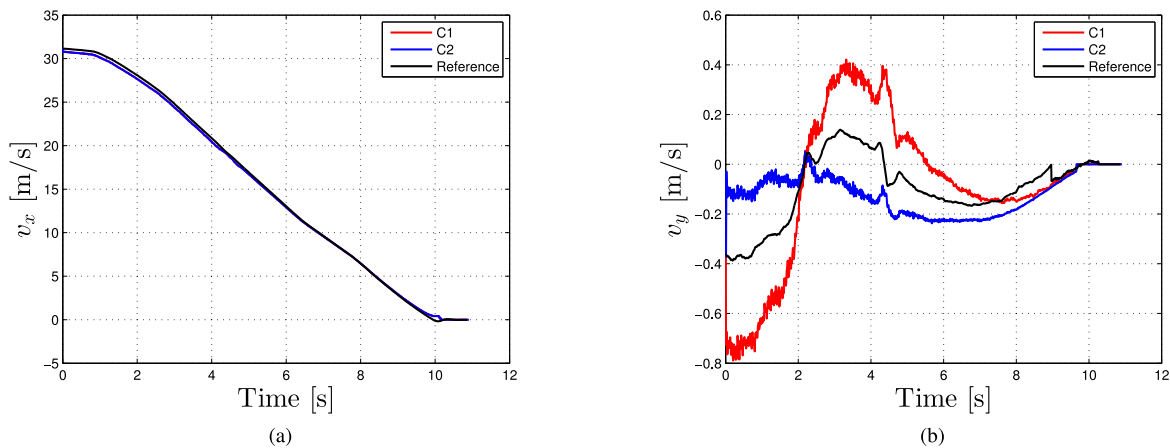 35
30
25
20
15
10
5
0
−5
0 2 4 6 8 10 12
v_x [m/s]
Time [s]
C1
C2
Reference
(a)
0.6
0.4
0.2
0
−0.2
−0.4
−0.6
−0.8
0 2 4 6 8 10 12
v_y [m/s]
Time [s]
C1
C2
Reference
(b)